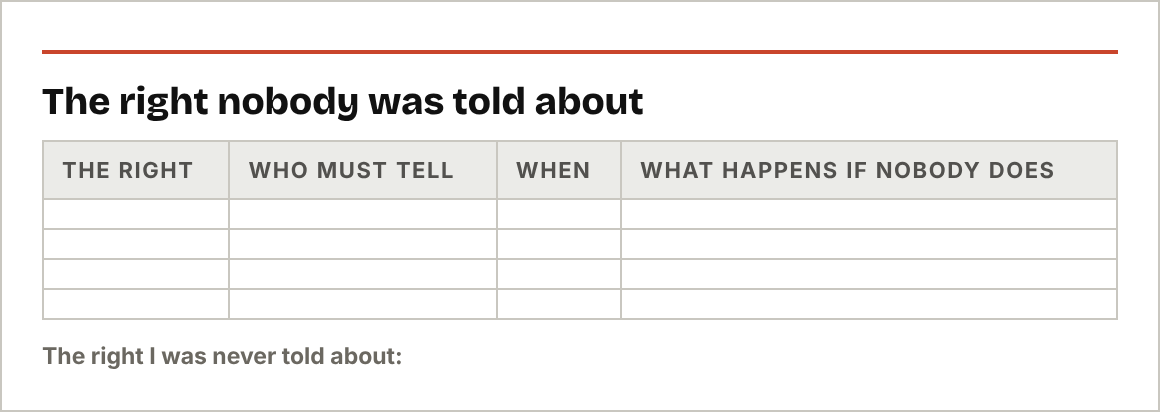 The right nobody was told about
THE RIGHT WHO MUST TELL WHEN WHAT HAPPENS IF NOBODY DOES
The right I was never told about: